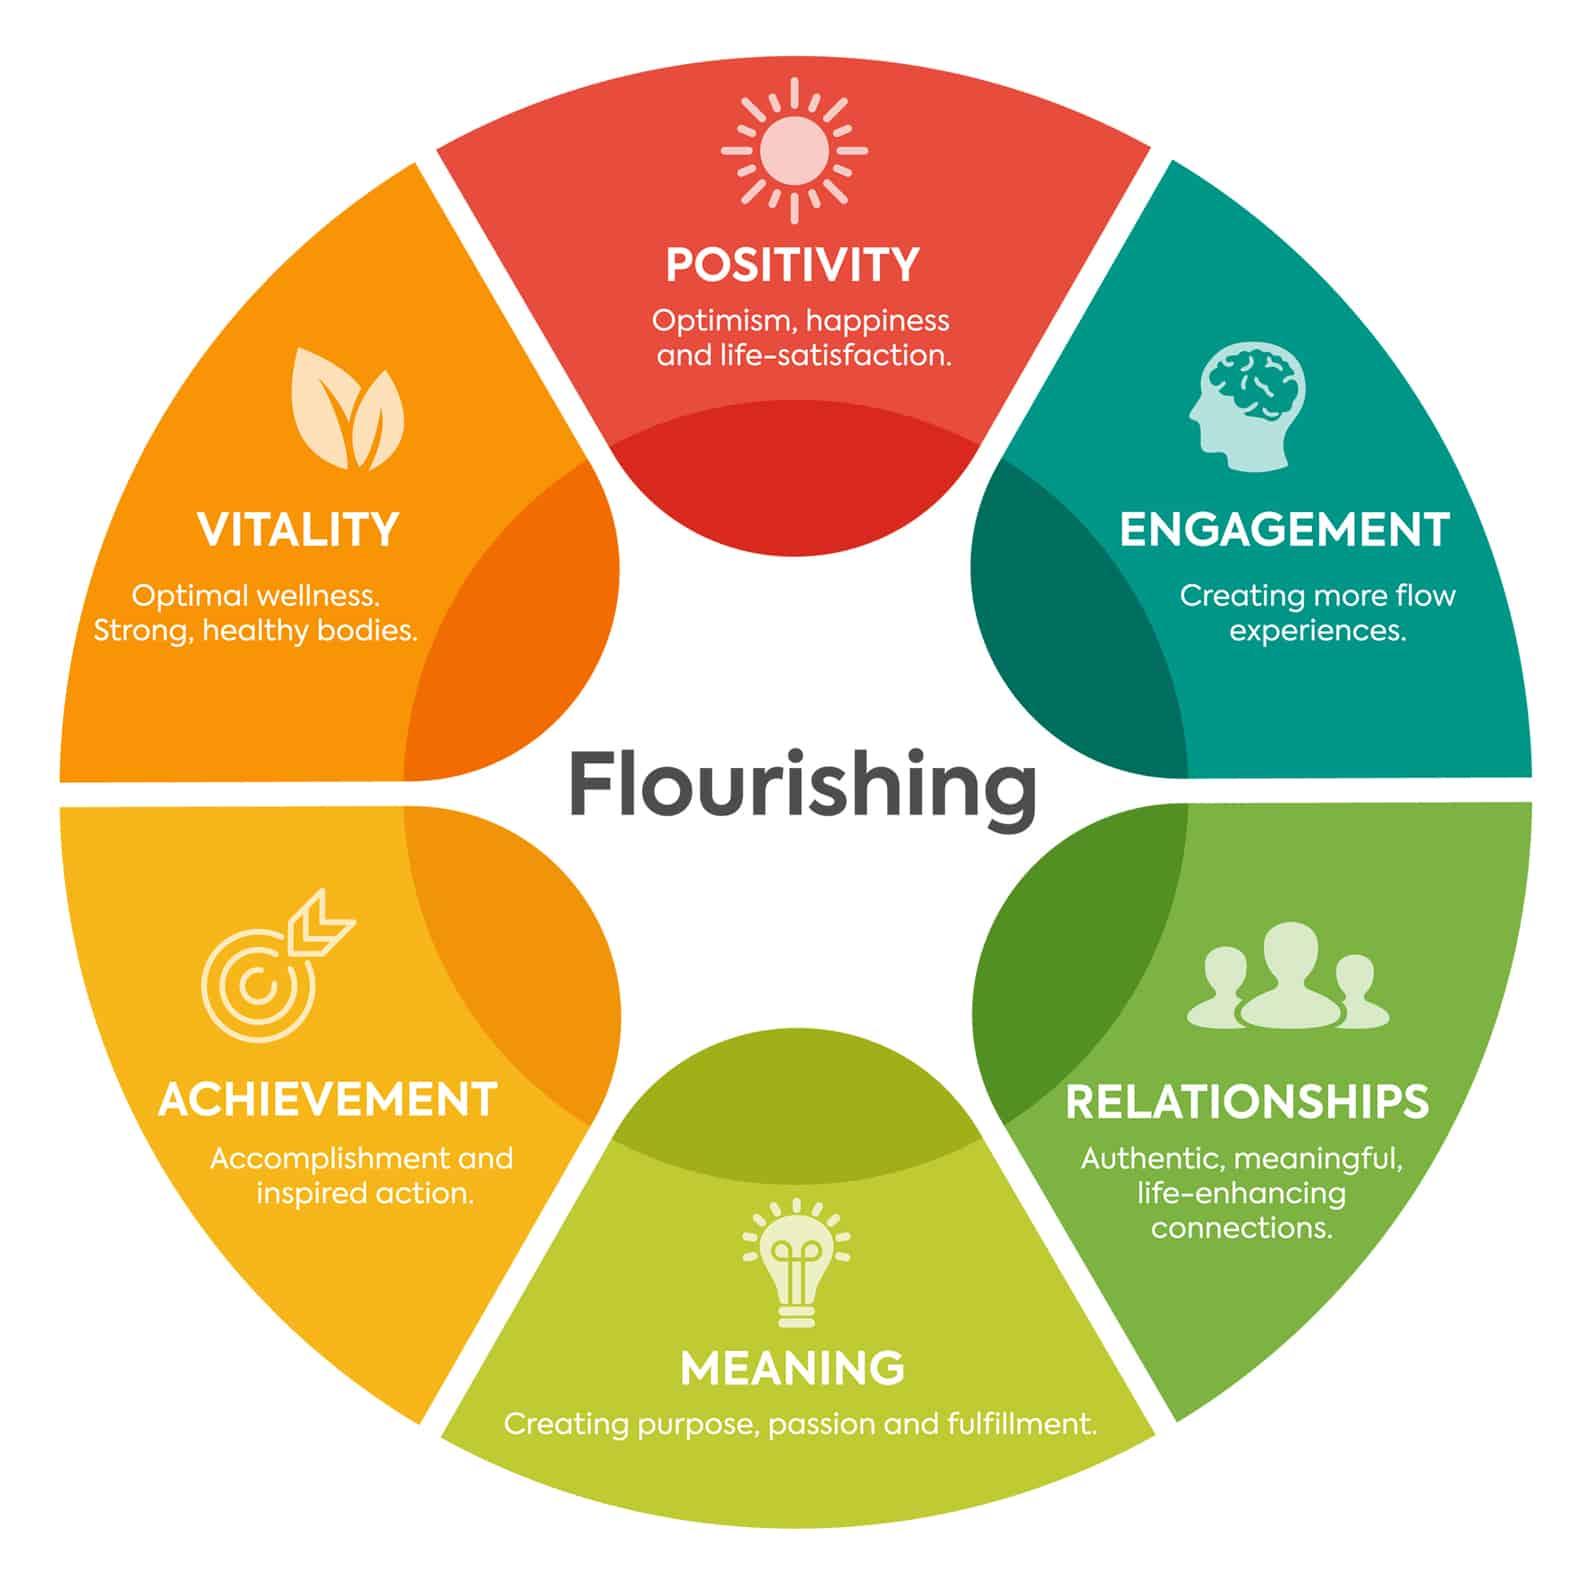 POSITIVITY
Optimism, happiness
and life-satisfaction.
ENGAGEMENT
Creating more flow
experiences.
RELATIONSHIPS
Authentic, meaningful,
life-enhancing
connections.
MEANING
Creating purpose, passion and fulfillment.
ACHIEVEMENT
Accomplishment and
inspired action.
VITALITY
Optimal wellness.
Strong, healthy bodies.
Flourishing